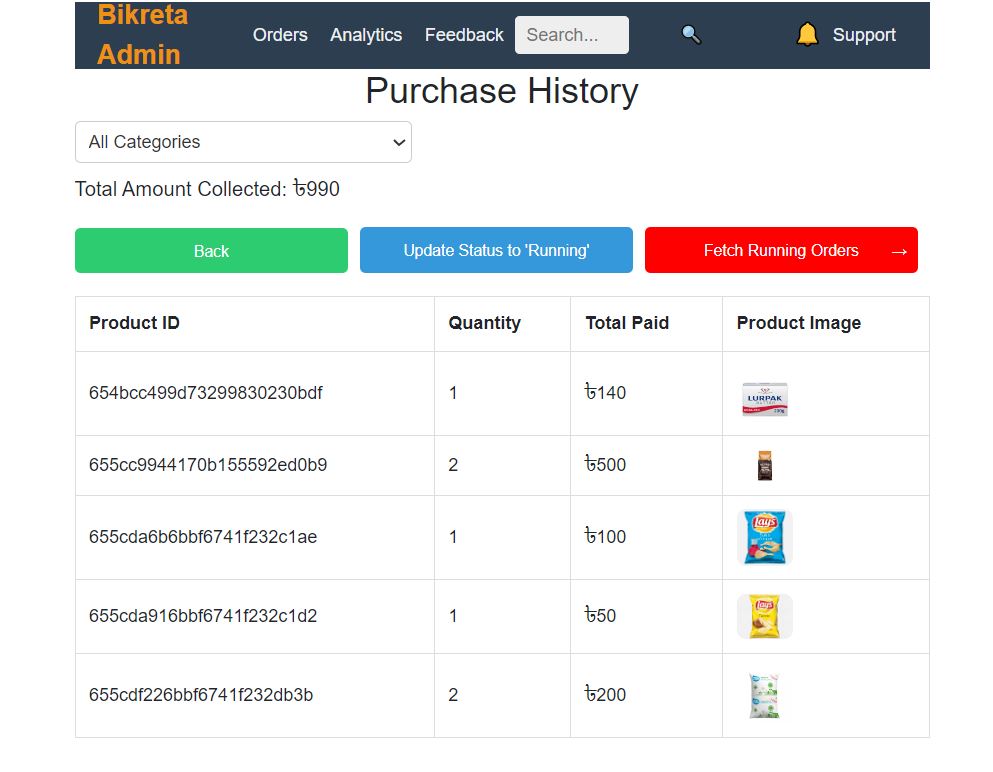 Bikreta
Admin
Orders Analytics Feedback Search... Support
Purchase History
All Categories
Total Amount Collected: ৳990
Back Update Status to 'Running' Fetch Running Orders →
Product ID Quantity Total Paid Product Image
654bcc499d73299830230bdf 1 ৳140
LURPAK
655cc9944170b155592ed0b9 2 ৳500
655cda6b6bbf6741f232c1ae 1 ৳100
Lay's
655cda916bbf6741f232c1d2 1 ৳50
Lay's
655cdf226bbf6741f232db3b 2 ৳200